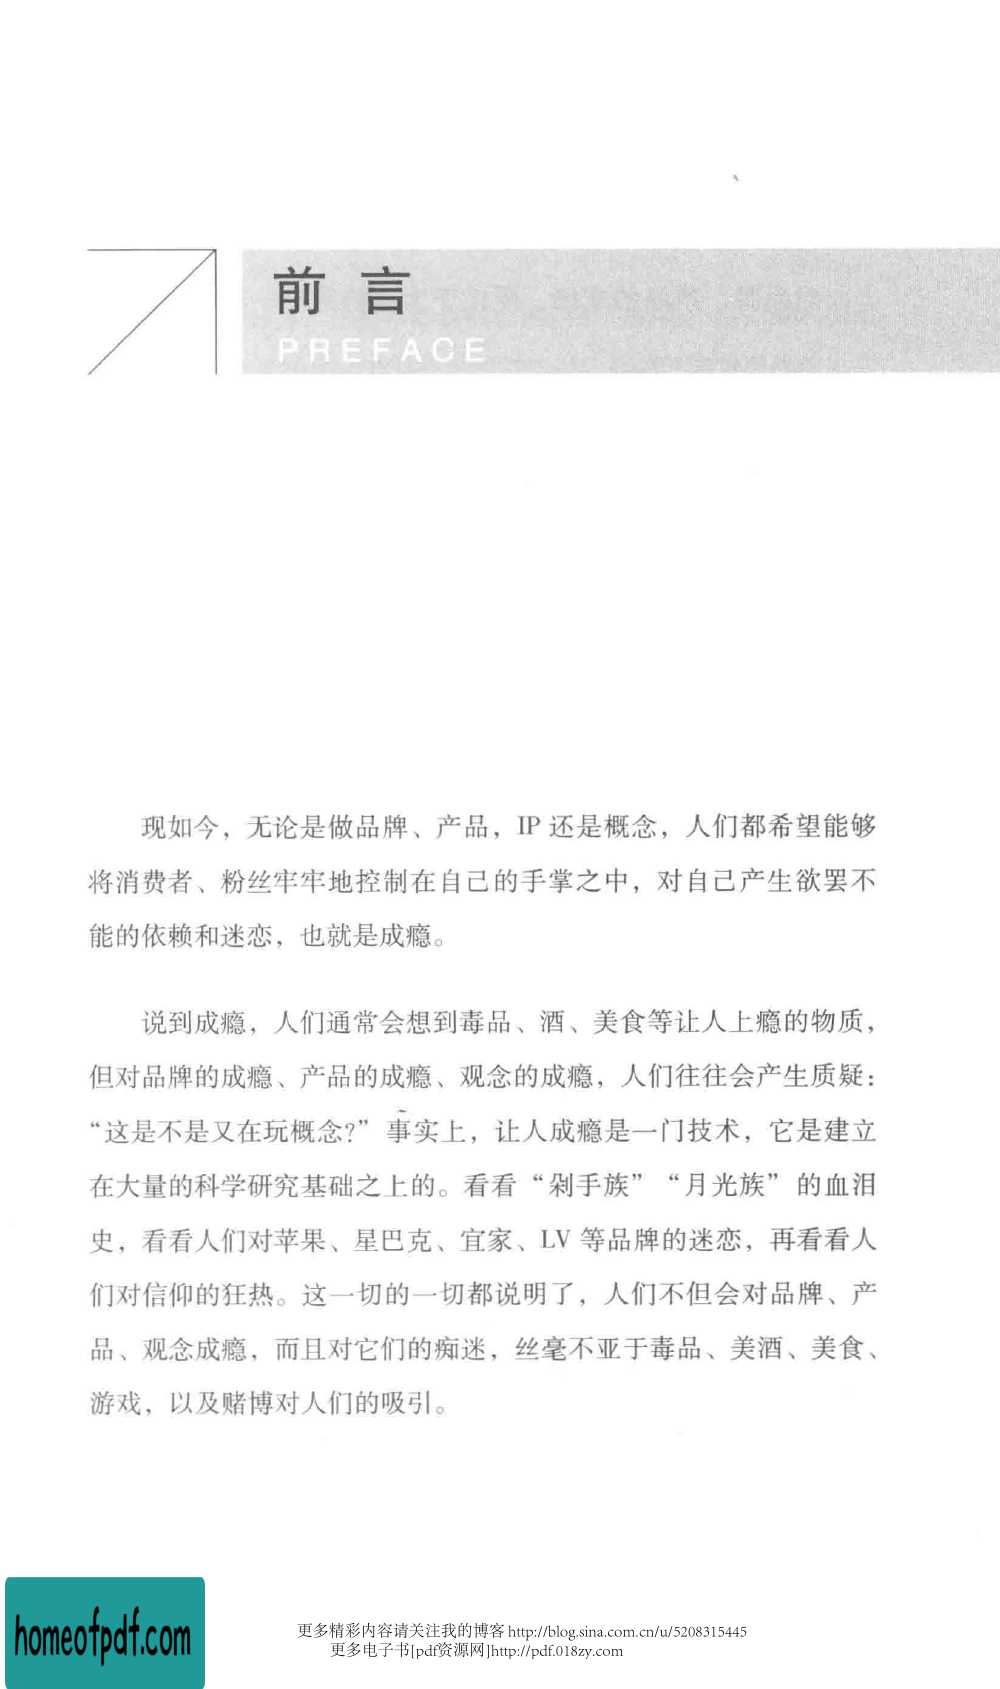 前言
PREFACE
现如今，无论是做品牌、产品，IP 还是概念，人们都希望能够
将消费者、粉丝牢牢地控制在自己的手掌之中，对自己产生欲罢不
能的依赖和迷恋，也就是成瘾。
说到成瘾，人们通常会想到毒品、酒、美食等让人上瘾的物质，
但对品牌的成瘾、产品的成瘾、观念的成瘾，人们往往会产生质疑：
“这是不是又在玩概念?” 事实上，让人成瘾是一门技术，它是建立
在大量的科学研究基础之上的。看看 “剁手族” “月光族” 的血泪
史，看看人们对苹果、星巴克、宜家、LV 等品牌的迷恋，再看看人
们对信仰的狂热。这一切的一切都说明了，人们不但会对品牌、产
品、观念成瘾，而且对它们的痴迷，丝毫不亚于毒品、美酒、美食、
游戏，以及赌博对人们的吸引。
homeofpdf.com
更多精彩内容请关注我的博客 http://blog.sina.com.cn/u/5208315445
更多电子书[pdf资源网]http://pdf.018zy.com